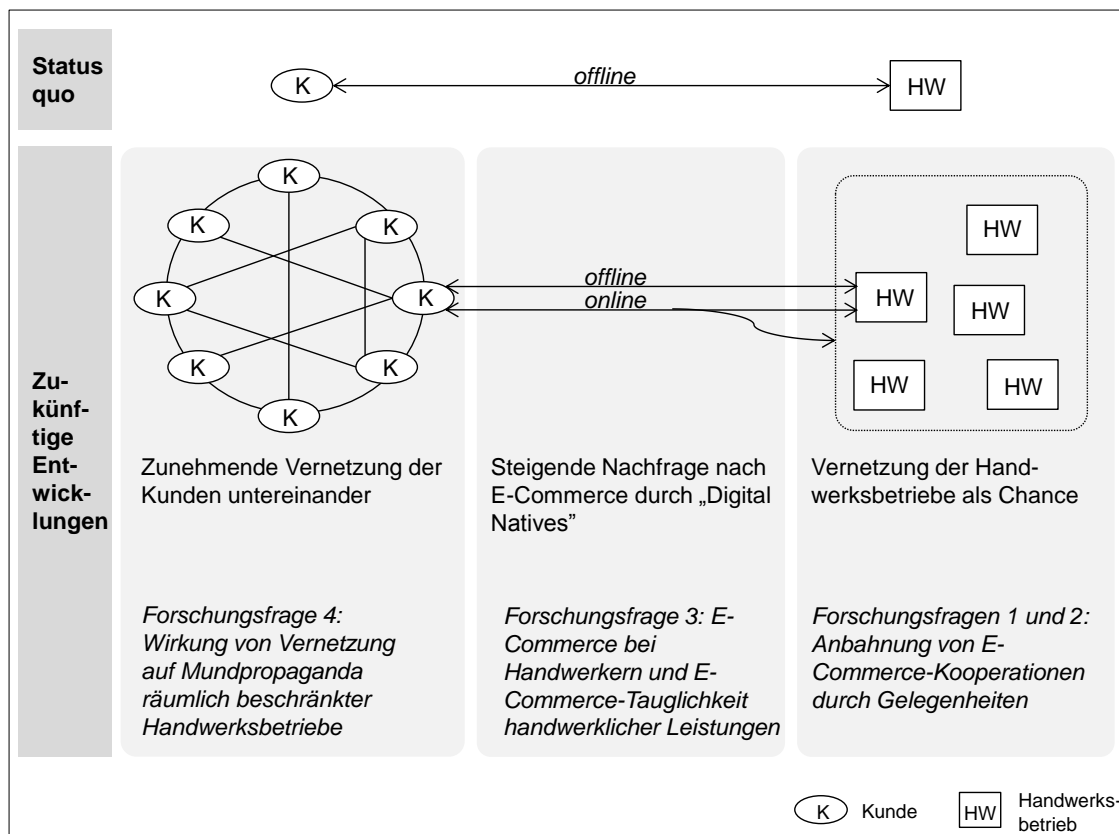 Status
quo
K
offline
HW
Zu-
künf-
tige
Ent-
wick-
lungen
K
K
K
K
K
K
K
K
offline
online
HW
HW
HW
HW
HW
Zunehmende Vernetzung der
Kunden untereinander
Steigende Nachfrage nach
E-Commerce durch „Digital
Natives”
Vernetzung der Hand-
werksbetriebe als Chance
Forschungsfrage 4:
Wirkung von Vernetzung
auf Mundpropaganda
räumlich beschränkter
Handwerksbetriebe
Forschungsfrage 3: E-
Commerce bei
Handwerkern und E-
Commerce-Tauglichkeit
handwerklicher Leistungen
Forschungsfragen 1 und 2:
Anbahnung von E-
Commerce-Kooperationen
durch Gelegenheiten
K
Kunde
HW
Handwerks-
betrieb